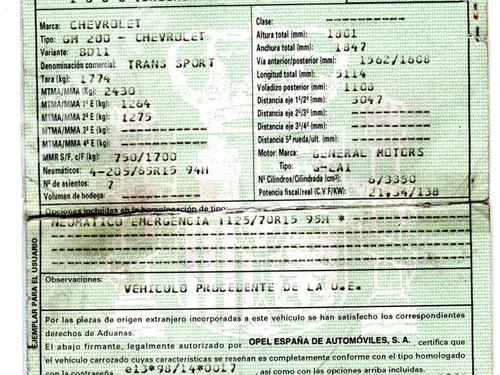 Marca: CHEVROLET
Tipo: GM 200 - CHEVROLET
Variante: BD11
Denominación comercial: TRANS SPORT
Tara (kg): 1774
MTMA/MMA (Kg): 2430
MTMA/MMA 1º E (kg): 1264
MTMA/MMA 2º E (kg): 1275
MTMA/MMA 3º E (kg): ------------
MTMA/MMA 4º E (kg): ------------
MMR S/F, c/F (kg): 750/1700
Neumáticos: 4-205/65R15 94H
Nº de asientos: 7
Volumen de bodega: ------------
Clase: -----------
Altura total (mm): 1801
Anchura total (mm): 1847
Vía anterior/posterior (mm): 1562/1608
Longitud total (mm): 5114
Voladizo posterior (mm): 1108
Distancia eje 1º/2º (mm): 3047
Distancia eje 2º/3º (mm): ------------
Distancia eje 3º/4º (mm): ------------
Distancia 5ª rueda/ult. (mm): ------------
Motor: Marca: GENERAL MOTORS
Tipo:
Nº Cilindros/Cilindrada (cm³): 6/3350
Potencia fiscal/real (C.V.F/KW): 21.34/138
Opciones incluidas en la homologación de tipo:
NEUMATICO EMERGENCIA T125/70R15 95M * ------
Observaciones:
VEHICULO PROCEDENTE DE LA U.E.
EJEMPLAR PARA EL USUARIO
Por las piezas de origen extranjero incorporadas a este vehículo se han satisfecho los correspondientes
derechos de Aduanas.
El abajo firmante, legalmente autorizado por OPEL ESPAÑA DE AUTOMÓVILES, S. A. certifica que
el vehículo carrozado cuyas características se reseñan es completamente conforme con el tipo homologado
con la contraseña e13*98/14*0017 , así como con las opciones arriba incluidas.